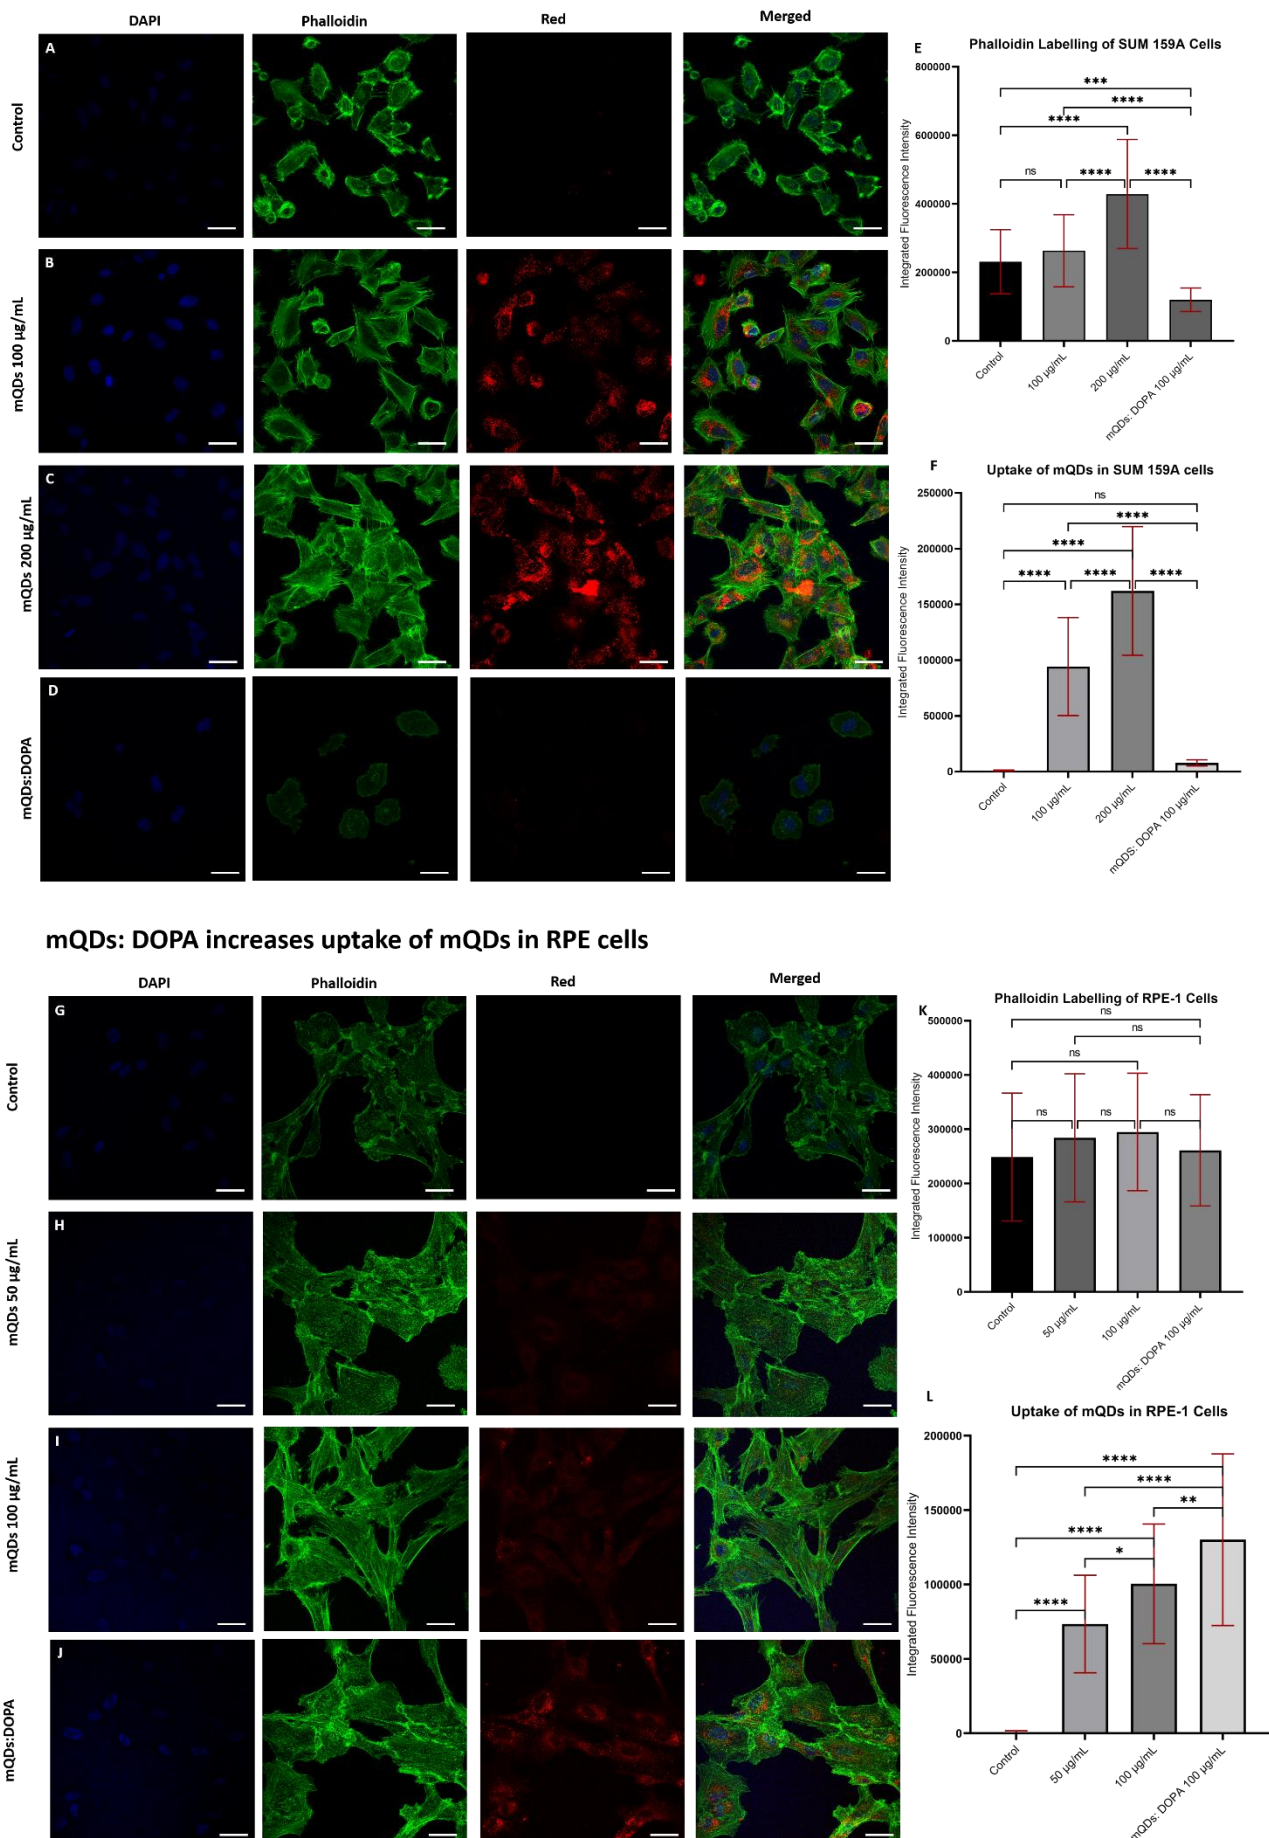 DAPI Phalloidin Red Merged
A
Control
B
mQDs 100 µg/mL
C
mQDs 200 µg/mL
D
mQDs:DOPA
E
Phalloidin Labelling of SUM 159A Cells
Integrated Fluorescence Intensity
800000
600000
400000
200000
0
***
****
****
ns **** ****
Control
100 µg/mL
200 µg/mL
mQDs: DOPA 100 µg/mL
F
Uptake of mQDs in SUM 159A cells
Integrated Fluorescence Intensity
250000
200000
150000
100000
50000
0
ns
****
****
**** **** ****
Control
100 µg/mL
200 µg/mL
mQDS: DOPA 100 µg/mL
mQDs: DOPA increases uptake of mQDs in RPE cells
DAPI Phalloidin Red Merged
G
Control
H
mQDs 50 µg/mL
I
mQDs 100 µg/mL
J
mQDs:DOPA
K
Phalloidin Labelling of RPE-1 Cells
Integrated Fluorescence Intensity
500000
400000
300000
200000
100000
0
ns
ns
ns
ns ns ns
Control
50 µg/mL
100 µg/mL
mQDs: DOPA 100 µg/mL
L
Uptake of mQDs in RPE-1 Cells
Integrated Fluorescence Intensity
200000
150000
100000
50000
0
****
****
**
****
*
****
Control
50 µg/mL
100 µg/mL
mQDs: DOPA 100 µg/mL